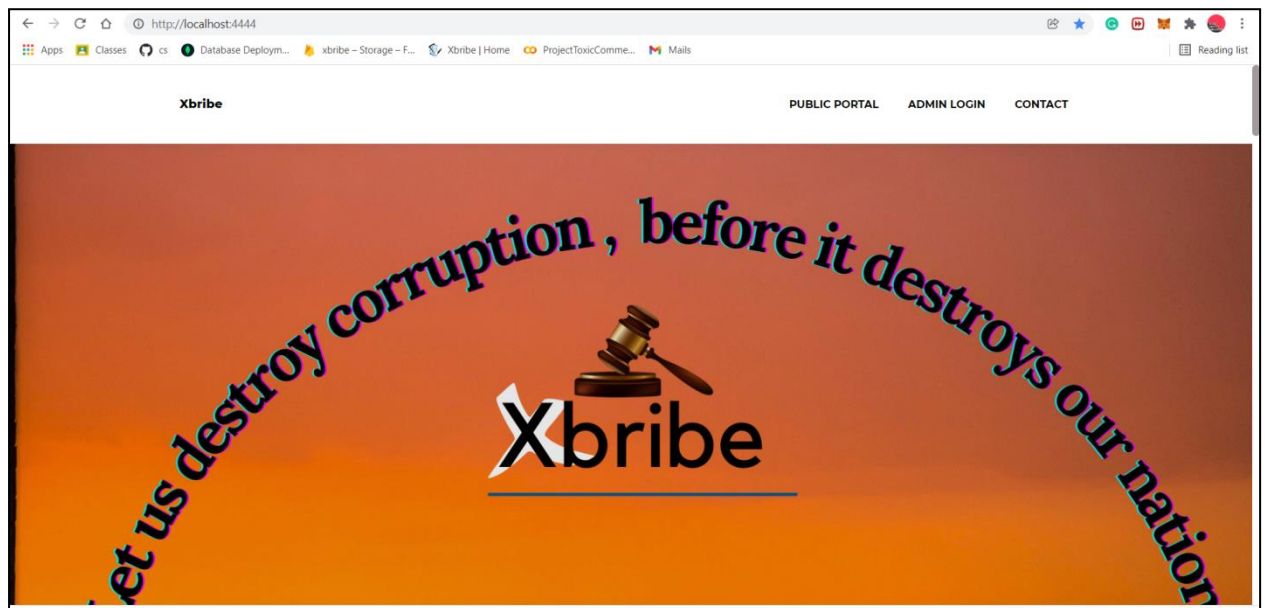 http://localhost:4444
Apps Classes cs Database Deploym... xbribe – Storage – F... Xbribe | Home ProjectToxicComme... Mails Reading list
Xbribe PUBLIC PORTAL ADMIN LOGIN CONTACT
Let us destroy corruption , before it destroys our nation
Xbribe